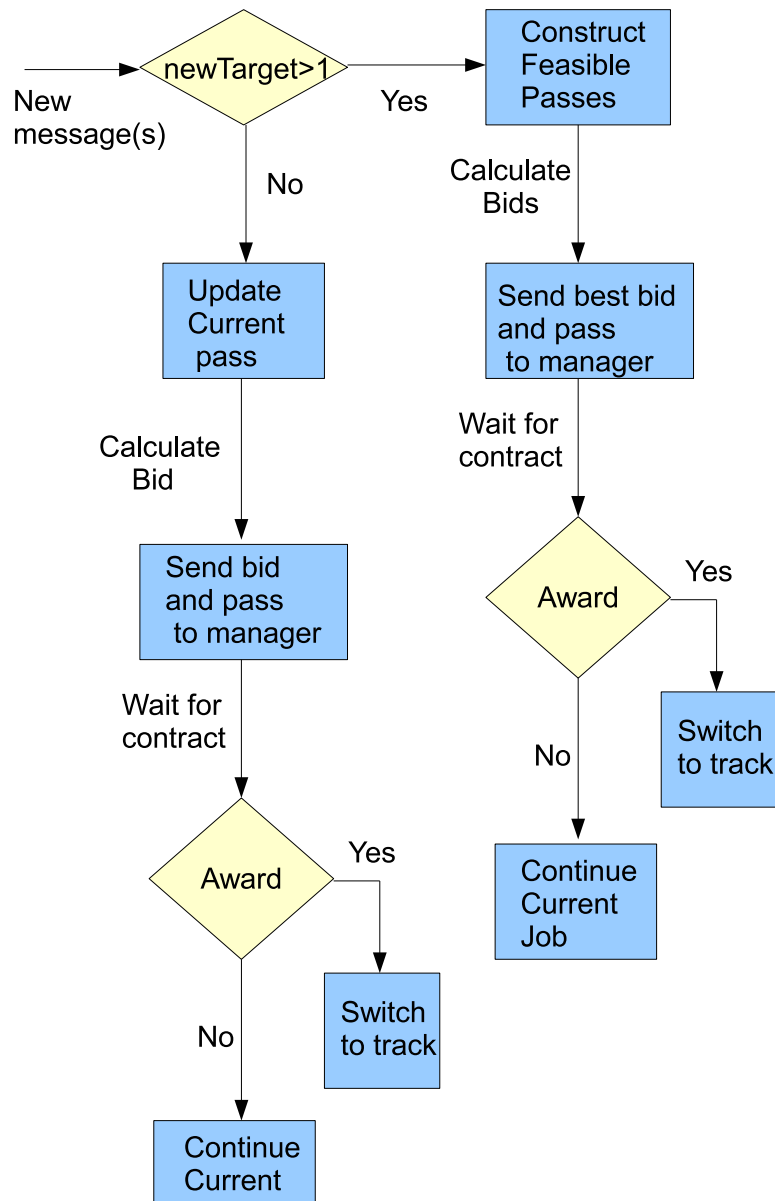 newTarget>1
New
message(s)
Yes
No
Construct
Feasible
Passes
Calculate
Bids
Update
Current
pass
Send best bid
and pass
to manager
Calculate
Bid
Wait for
contract
Send bid
and pass
to manager
Award
Yes
No
Switch
to track
Continue
Current
Job
Wait for
contract
Award
Yes
No
Switch
to track
Continue
Current